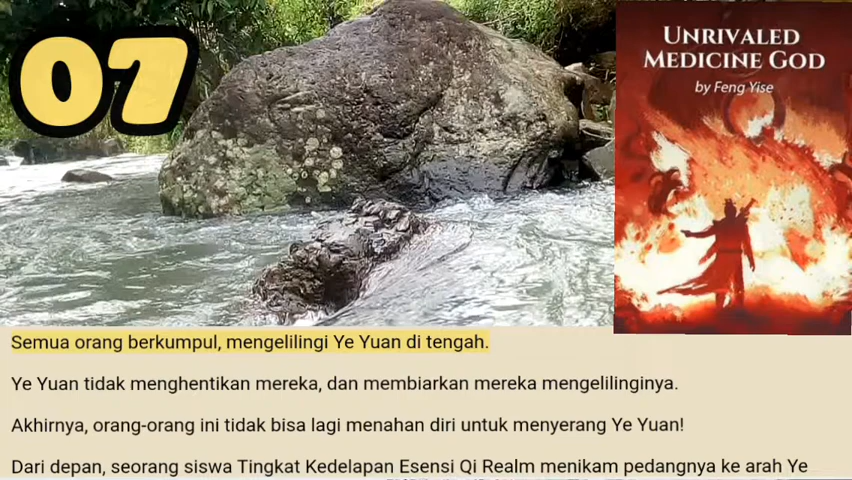 07
UNRIVALED
MEDICINE GOD
by Feng Yise
Semua orang berkumpul, mengelilingi Ye Yuan di tengah.
Ye Yuan tidak menghentikan mereka, dan membiarkan mereka mengelilinginya.
Akhirnya, orang-orang ini tidak bisa lagi menahan diri untuk menyerang Ye Yuan!
Dari depan, seorang siswa Tingkat Kedelapan Esensi Qi Realm menikam pedangnya ke arah Ye